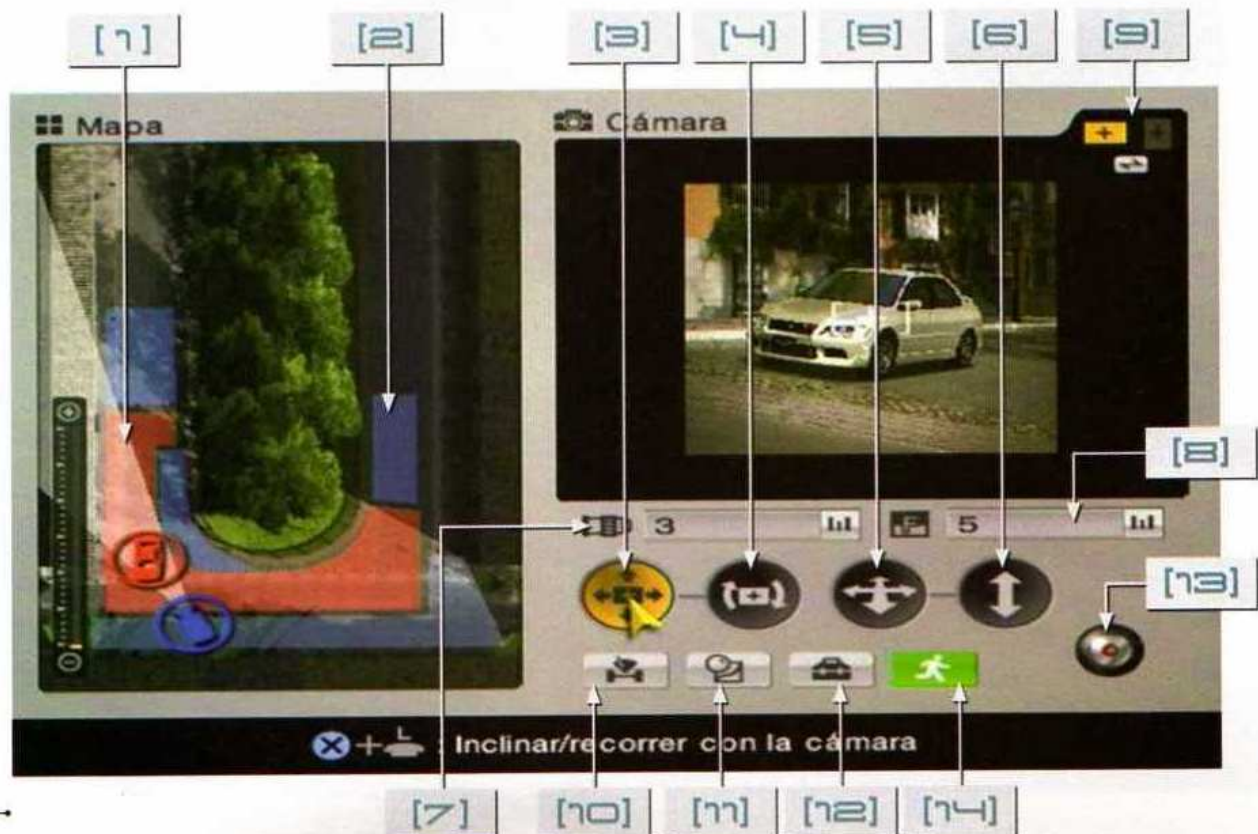 [1] [2] [3] [4] [5] [6] [9]
Mapa
Cámara
[8]
3
5
[13]
L
X + : Inclinar/recorrer con la cámara
[7] [10] [11] [12] [14]